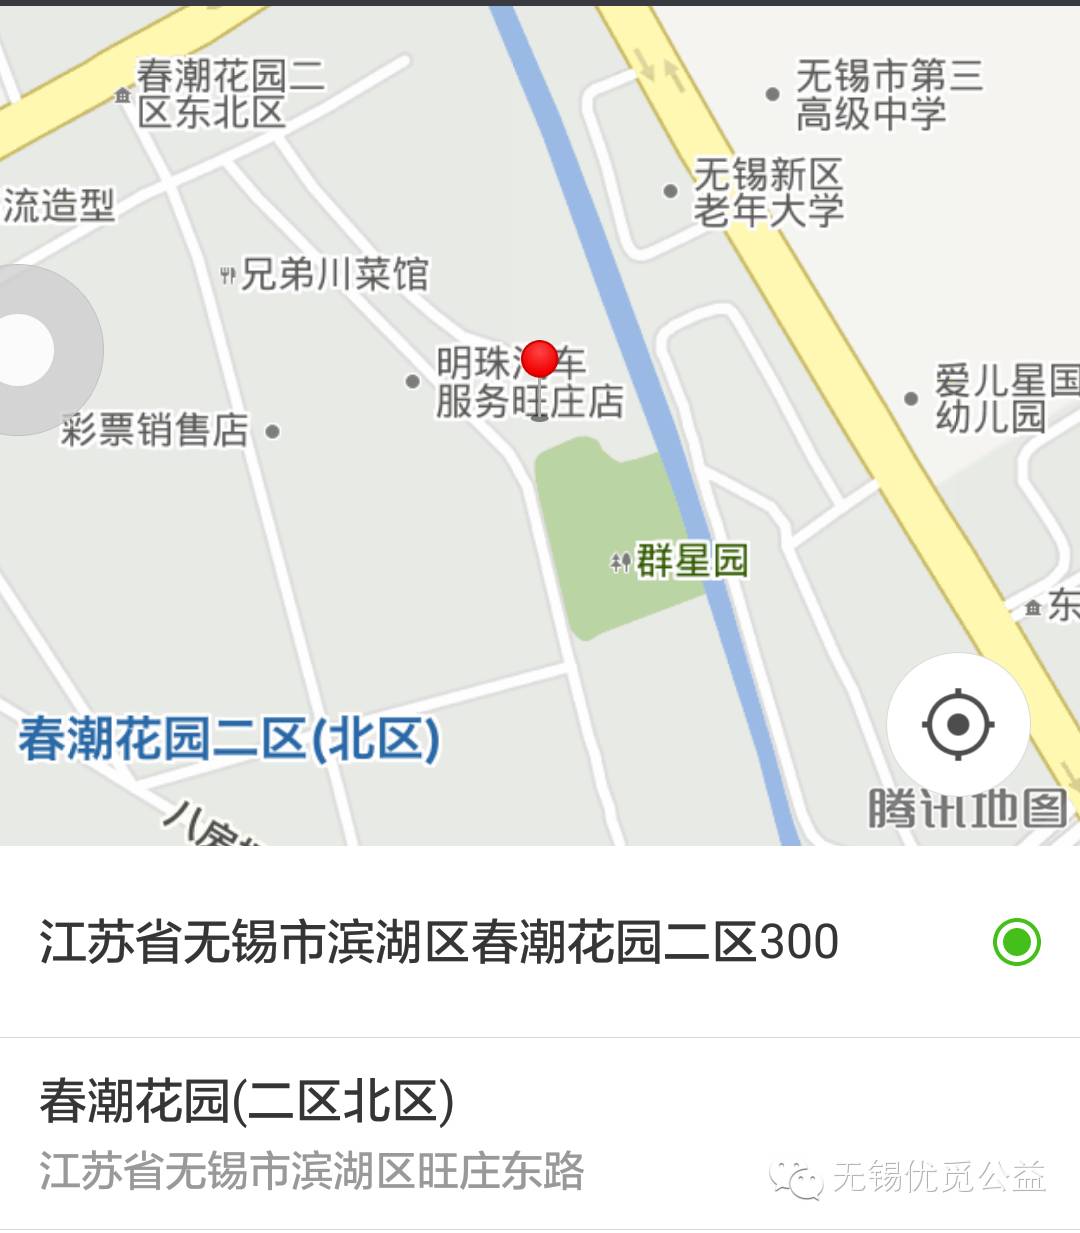 春潮花园二
区东北区
无锡市第三
高级中学
无锡新区
老年大学
流造型
兄弟川菜馆
明珠 车
服务旺庄店
爱儿星国
幼儿园
彩票销售店
群星园
东
春潮花园二区(北区)
八房
腾讯地图
江苏省无锡市滨湖区春潮花园二区300
春潮花园(二区北区)
江苏省无锡市滨湖区旺庄东路
无锡优觅公益